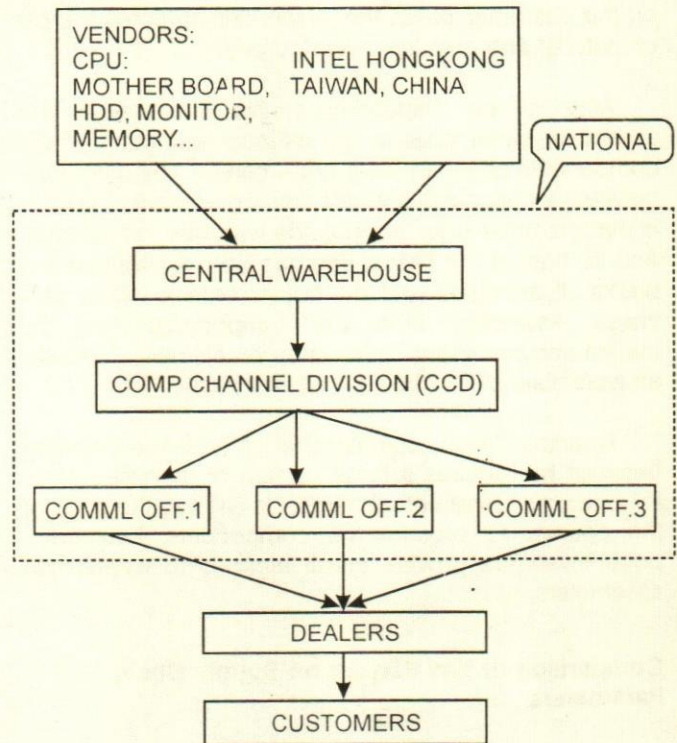 VENDORS:
CPU: INTEL HONGKONG
MOTHER BOARD, TAIWAN, CHINA
HDD, MONITOR,
MEMORY...
NATIONAL
CENTRAL WAREHOUSE
COMP CHANNEL DIVISION (CCD)
COMML OFF.1 COMML OFF.2 COMML OFF.3
DEALERS
CUSTOMERS